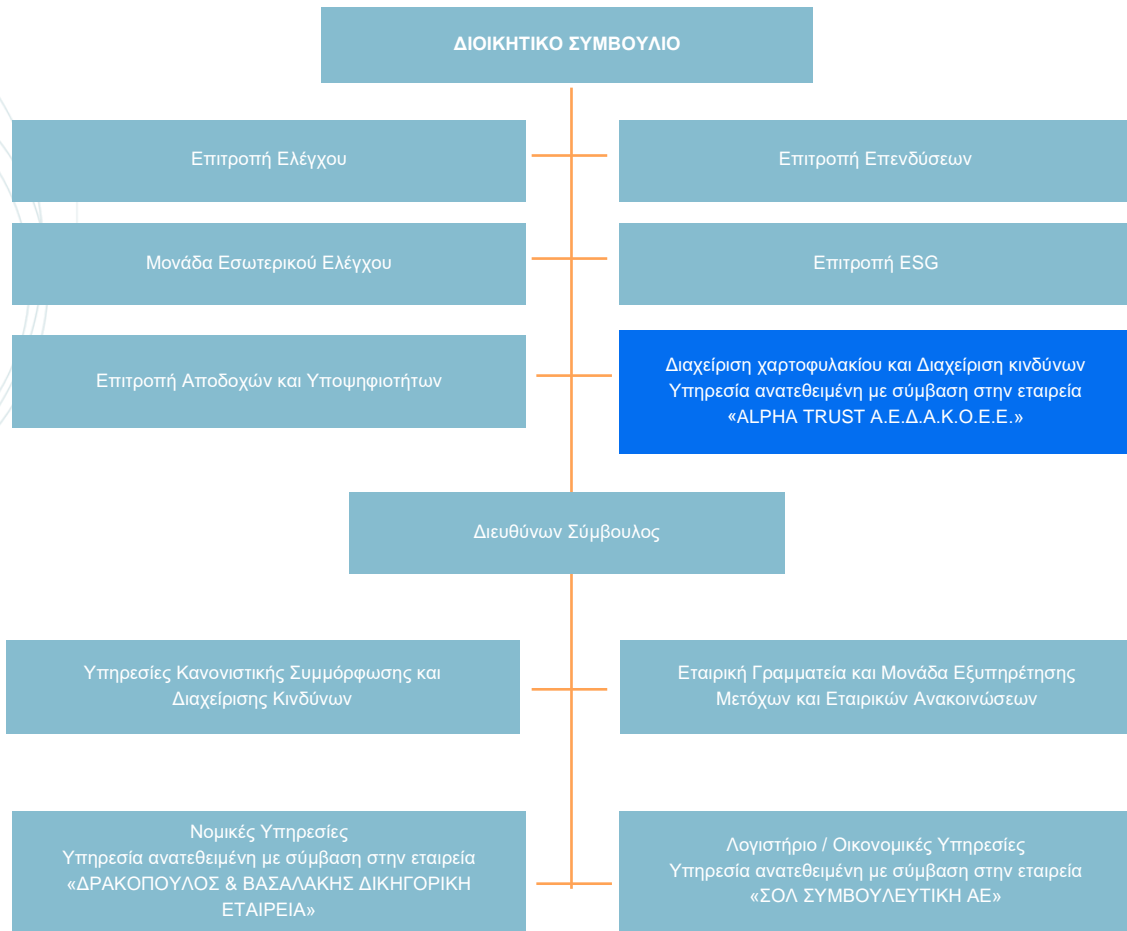 ΔΙΟΙΚΗΤΙΚΟ ΣΥΜΒΟΥΛΙΟ
Επιτροπή Ελέγχου
Επιτροπή Επενδύσεων
Μονάδα Εσωτερικού Ελέγχου
Επιτροπή ESG
Επιτροπή Αποδοχών και Υποψηφιοτήτων
Διαχείριση χαρτοφυλακίου και Διαχείριση κινδύνων
Υπηρεσία ανατεθειμένη με σύμβαση στην εταιρεία
«ALPHA TRUST Α.Ε.Δ.Α.Κ.Ο.Ε.Ε.»
Διευθύνων Σύμβουλος
Υπηρεσίες Κανονιστικής Συμμόρφωσης και
Διαχείρισης Κινδύνων
Εταιρική Γραμματεία και Μονάδα Εξυπηρέτησης
Μετόχων και Εταιρικών Ανακοινώσεων
Νομικές Υπηρεσίες
Υπηρεσία ανατεθειμένη με σύμβαση στην εταιρεία
«ΔΡΑΚΟΠΟΥΛΟΣ & ΒΑΣΑΛΑΚΗΣ ΔΙΚΗΓΟΡΙΚΗ
ΕΤΑΙΡΕΙΑ»
Λογιστήριο / Οικονομικές Υπηρεσίες
Υπηρεσία ανατεθειμένη με σύμβαση στην εταιρεία
«ΣΟΛ ΣΥΜΒΟΥΛΕΥΤΙΚΗ ΑΕ»